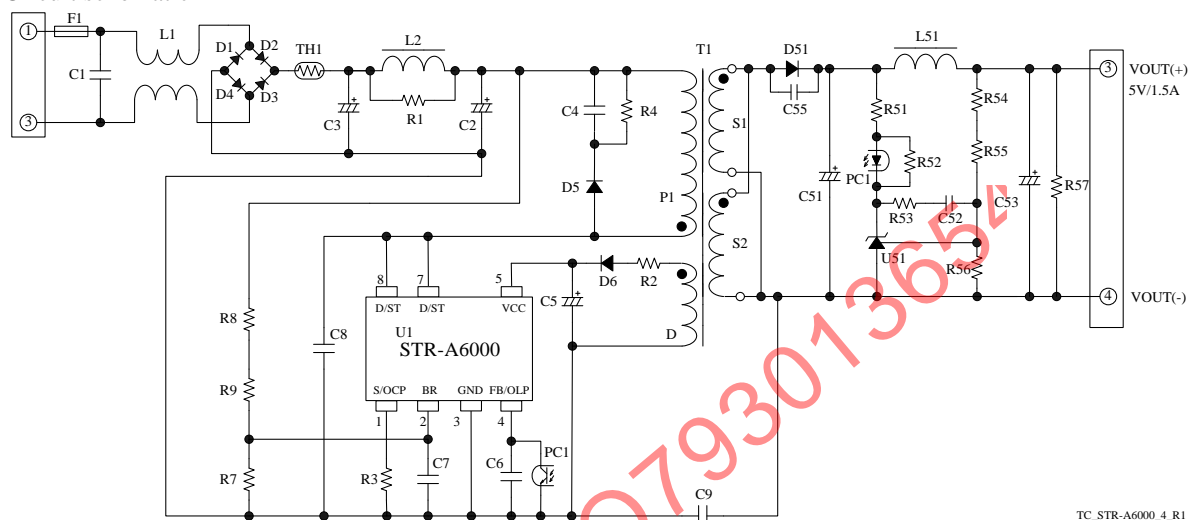 F1
L1
1
C1
3
D1
D2
D4
D3
TH1
L2
R1
C3
C2
C4
R4
D5
T1
P1
S1
S2
D
D51
C55
L51
3
VOUT(+)
5V/1.5A
R51
R54
R55
PC1
R52
C51
R53
C52
C53
R57
U51
R56
4
VOUT(-)
8
7
5
D/ST
D/ST
VCC
U1
STR-A6000
S/OCP
BR
GND
FB/OLP
1
2
3
4
C5
D6
R2
R8
C8
R9
R7
R3
C7
C6
PC1
C9
TC_STR-A6000_4_R1